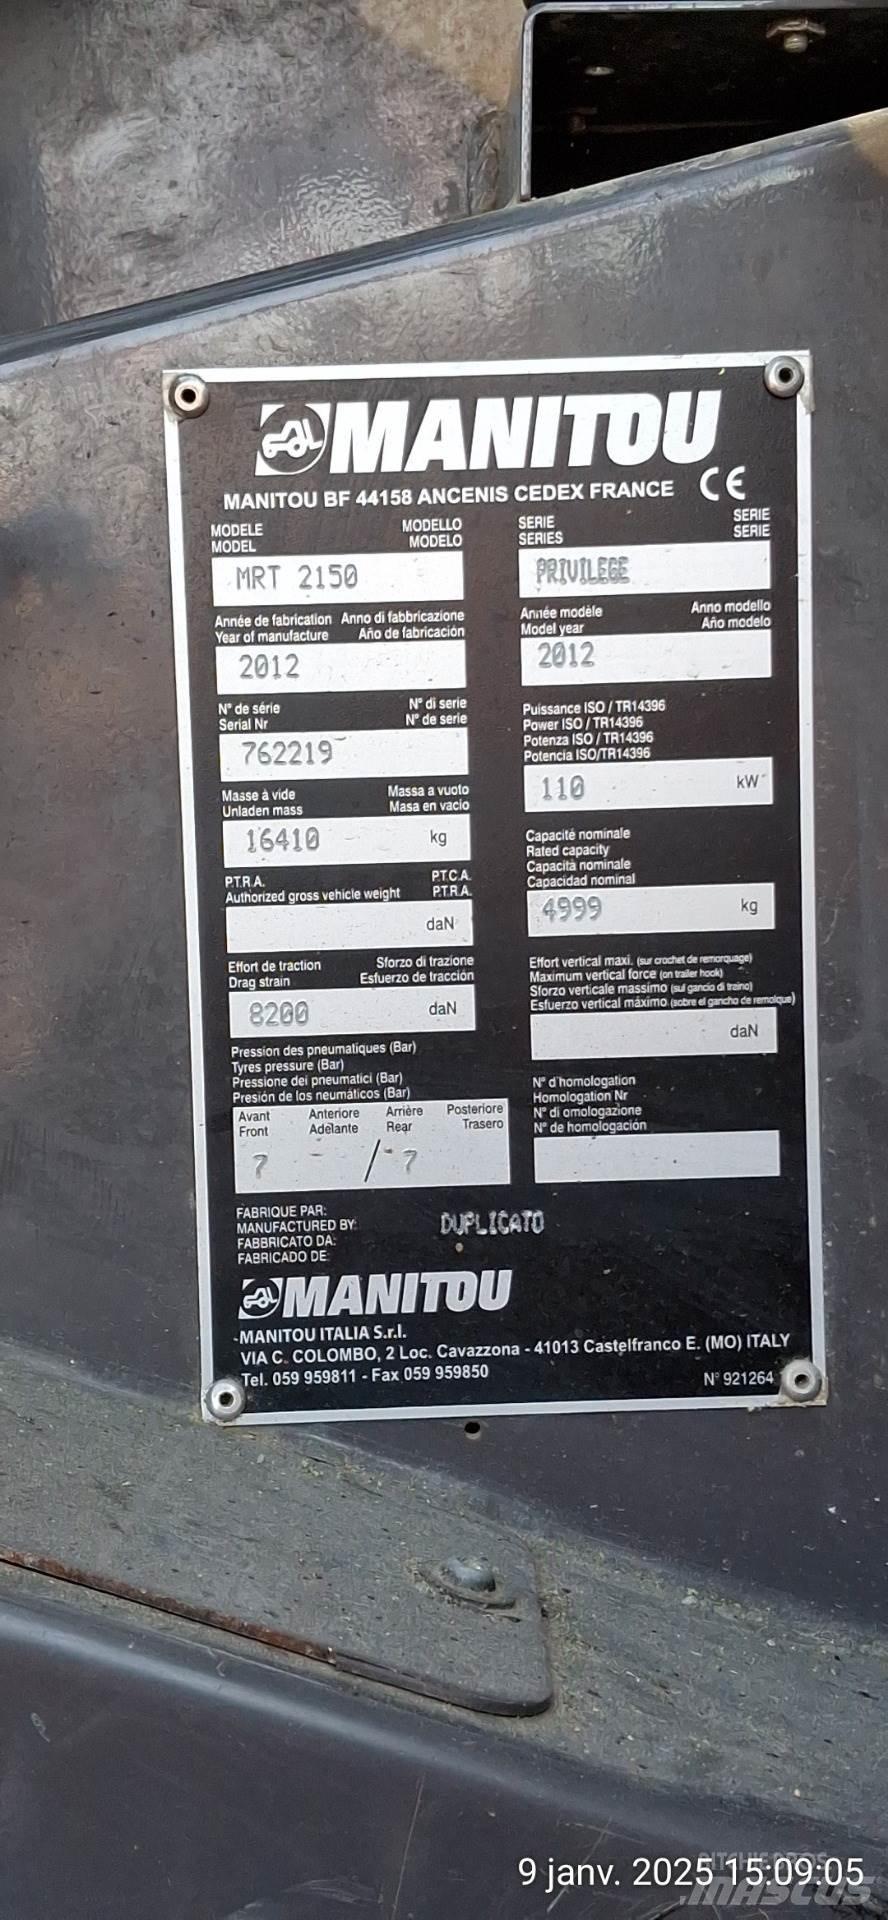 MANITOU
MANITOU BF 44158 ANCENIS CEDEX FRANCE CE
MODELE MODELLO
MODEL MODELO
MRT 2150
SERIE SERIE
SERIES SERIE
PRIVILEGE
Année de fabrication Anno di fabbricazione
Year of manufacture Año de fabricación
2012
Année modèle Anno modello
Model year Año modelo
2012
N° de série N° di serie
Serial Nr N° de serie
762219
Puissance ISO / TR14396
Power ISO / TR14396
Potenza ISO / TR14396
Potencia ISO/TR14396
110 kW
Masse à vide Massa a vuoto
Unladen mass Masa en vacio
16410 kg
Capacité nominale
Rated capacity
Capacità nominale
Capacidad nominal
4999 kg
P.T.R.A. P.T.C.A.
Authorized gross vehicle weight P.T.R.A.
daN
Effort de traction Sforzo di trazione
Drag strain Esfuerzo de tracción
8200 daN
Effort vertical maxi. (sur crochet de remorquage)
Maximum vertical force (on trailer hook)
Sforzo verticale massimo (sul gancio di traino)
Esfuerzo vertical máximo (sobre el gancho de remolque)
daN
Pression des pneumatiques (Bar)
Tyres pressure (Bar)
Pressione dei pneumatici (Bar)
Presión de los neumáticos (Bar)
Avant Anteriore Arrière Posteriore
Front Adelante Rear Trasero
7 / 7
N° d'homologation
Homologation Nr
N° di omologazione
N° de homologación
FABRIQUE PAR:
MANUFACTURED BY: DUPLICATO
FABBRICATO DA:
FABRICADO DE:
MANITOU
MANITOU ITALIA S.r.l.
VIA C. COLOMBO, 2 Loc. Cavazzona - 41013 Castelfranco E. (MO) ITALY
Tel. 059 959811 - Fax 059 959850 N° 921264
9 janv. 2025 15:09:05
RITCHIE BROS
MASCUS